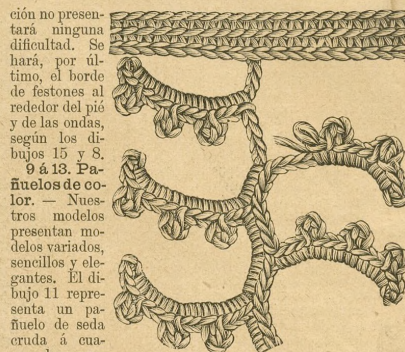 ción no presen-
tará ninguna
dificultad. Se
hará, por úl-
timo, el borde
de festones al
rededor del pié
y de las ondas,
según los di-
bujos 15 y 8.
9 á 13. Pa-
ñuelos de co-
lor. — Nues-
tros modelos
presentan mo-
delos variados,
sencillos y ele-
gantes. El di-
bujo 11 repre-
senta un pa-
ñuelo de seda
cruda á cua-